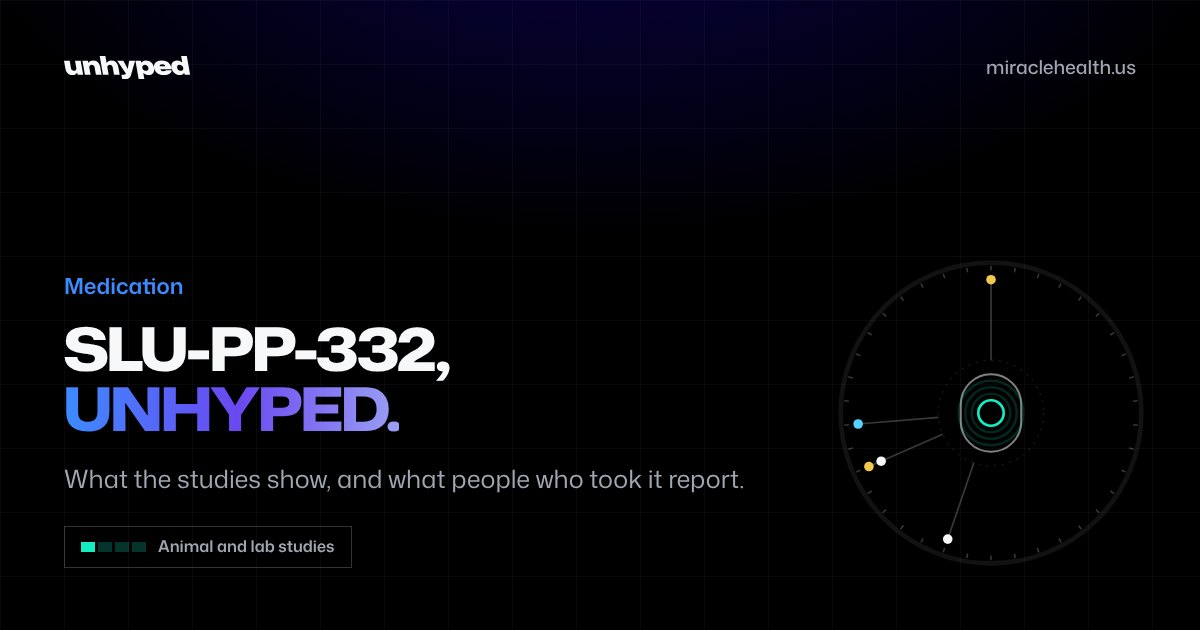 unhyped
miraclehealth.us
Medication
SLU-PP-332,
UNHYPED.
What the studies show, and what people who took it report.
Animal and lab studies